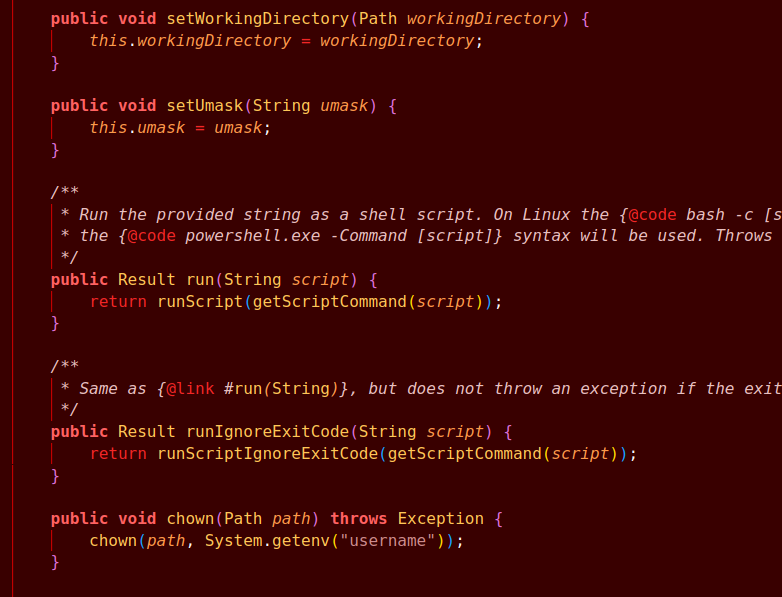 public void setWorkingDirectory(Path workingDirectory) {
this.workingDirectory = workingDirectory;
}
public void setUmask(String umask) {
this.umask = umask;
}
/**
* Run the provided string as a shell script. On Linux the {@code bash -c [s
* the {@code powershell.exe -Command [script]} syntax will be used. Throws
*/
public Result run(String script) {
return runScript(getScriptCommand(script));
}
/**
* Same as {@link #run(String)}, but does not throw an exception if the exit
*/
public Result runIgnoreExitCode(String script) {
return runScriptIgnoreExitCode(getScriptCommand(script));
}
public void chown(Path path) throws Exception {
chown(path, System.getenv("username"));
}